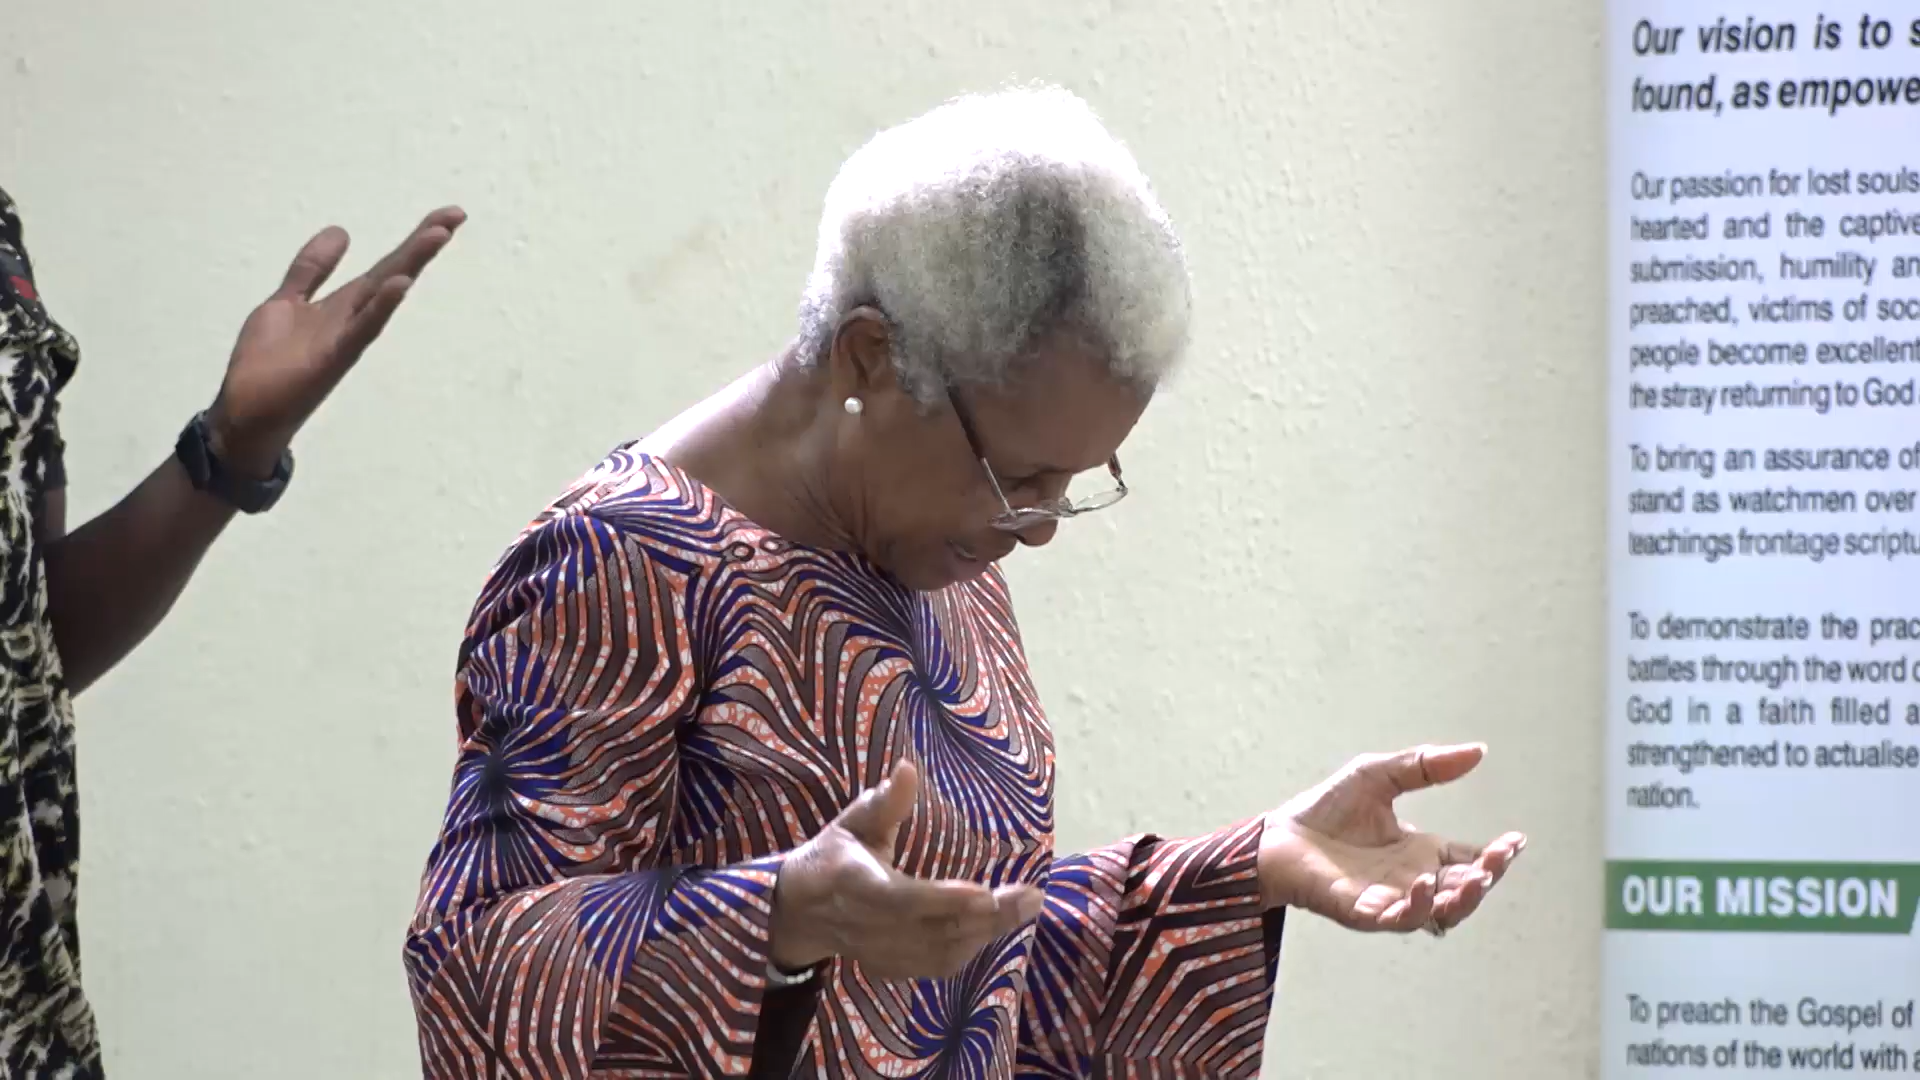 Our vision is to s
found, as empowe
Our passion for lost souls
hearted and the captive
submission, humility an
preached, victims of soc
people become excellent
the stray returning to God
To bring an assurance of
stand as watchmen over
teachings frontage scriptu
To demonstrate the prac
battles through the word o
God in a faith filled a
strengthened to actualise
nation.
OUR MISSION
To preach the Gospel of
nations of the world with a